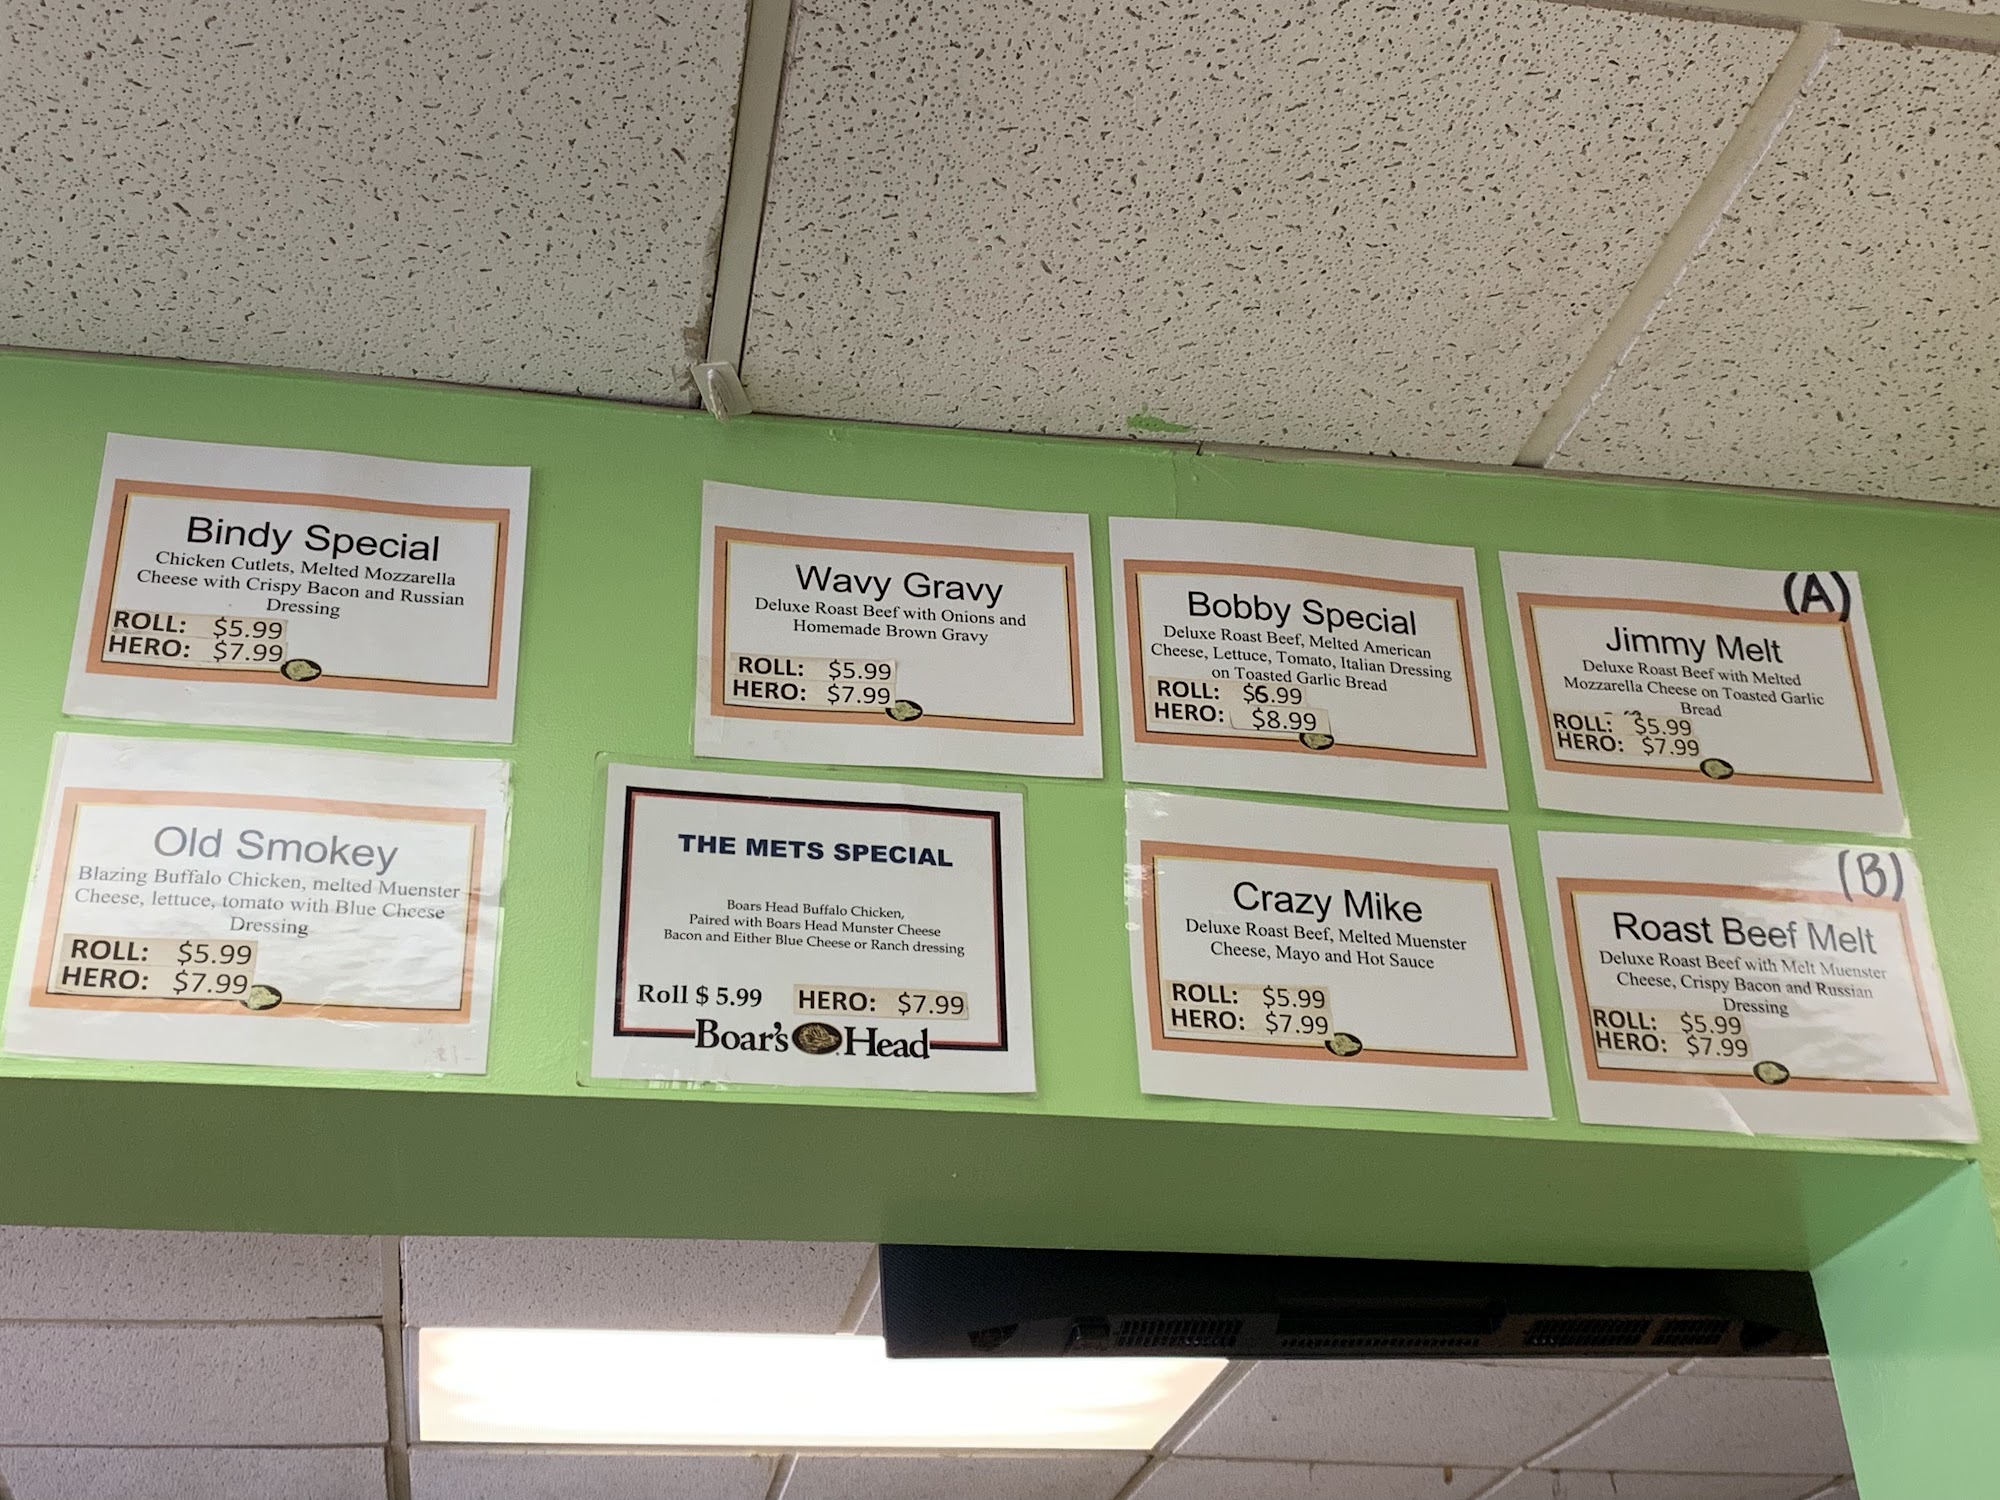 Bindy Special
Chicken Cutlets, Melted Mozzarella
Cheese with Crispy Bacon and Russian
Dressing
ROLL: $5.99
HERO: $7.99
Wavy Gravy
Deluxe Roast Beef with Onions and
Homemade Brown Gravy
ROLL: $5.99
HERO: $7.99
Bobby Special
Deluxe Roast Beef, Melted American
Cheese, Lettuce, Tomato, Italian Dressing
on Toasted Garlic Bread
ROLL: $6.99
HERO: $8.99
(A)
Jimmy Melt
Deluxe Roast Beef with Melted
Mozzarella Cheese on Toasted Garlic
Bread
ROLL: $5.99
HERO: $7.99
Old Smokey
Blazing Buffalo Chicken, melted Muenster
Cheese, lettuce, tomato with Blue Cheese
Dressing
ROLL: $5.99
HERO: $7.99
THE METS SPECIAL
Boars Head Buffalo Chicken,
Paired with Boars Head Munster Cheese
Bacon and Either Blue Cheese or Ranch dressing
Roll $ 5.99 HERO: $7.99
Boar's Head
Crazy Mike
Deluxe Roast Beef, Melted Muenster
Cheese, Mayo and Hot Sauce
ROLL: $5.99
HERO: $7.99
(B)
Roast Beef Melt
Deluxe Roast Beef with Melt Muenster
Cheese, Crispy Bacon and Russian
Dressing
ROLL: $5.99
HERO: $7.99